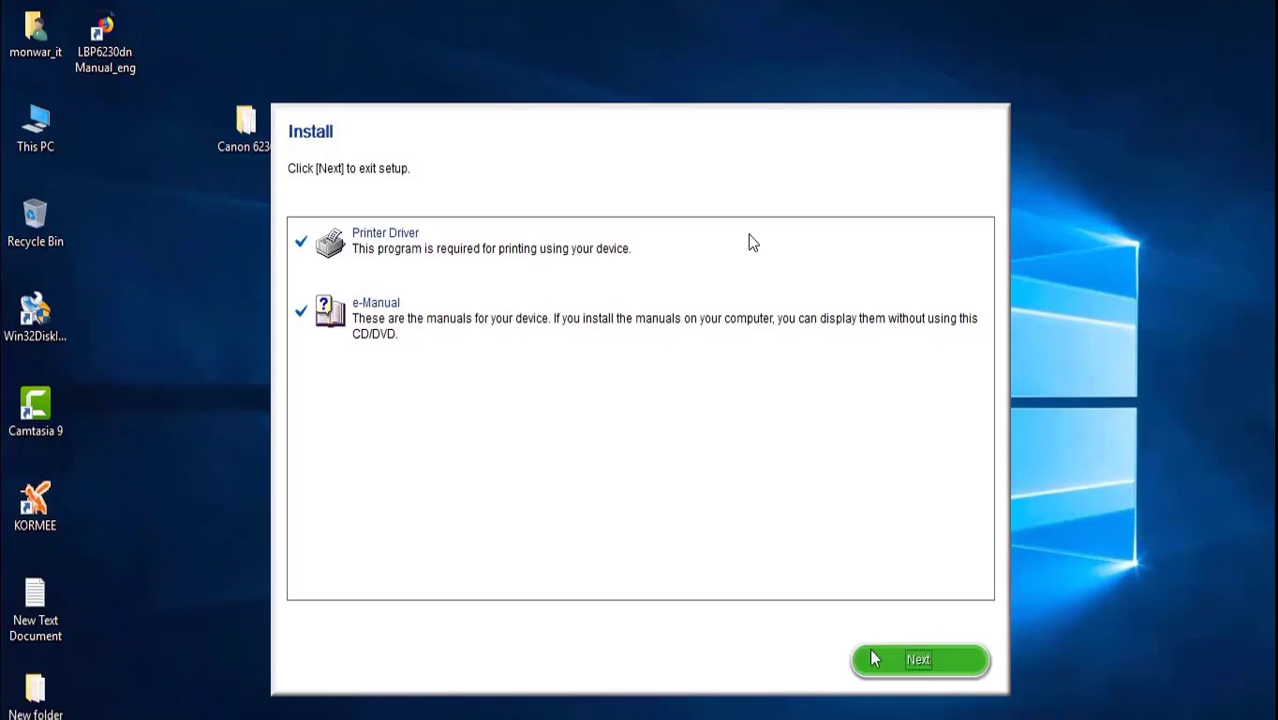 monwar_it
LBP6230dn
Manual_eng
This PC
Canon 623
Recycle Bin
Win32Diskl...
Camtasia 9
KORMEE
New Text
Document
New folder
Install
Click [Next] to exit setup.
Printer Driver
This program is required for printing using your device.
e-Manual
These are the manuals for your device. If you install the manuals on your computer, you can display them without using this
CD/DVD.
Next